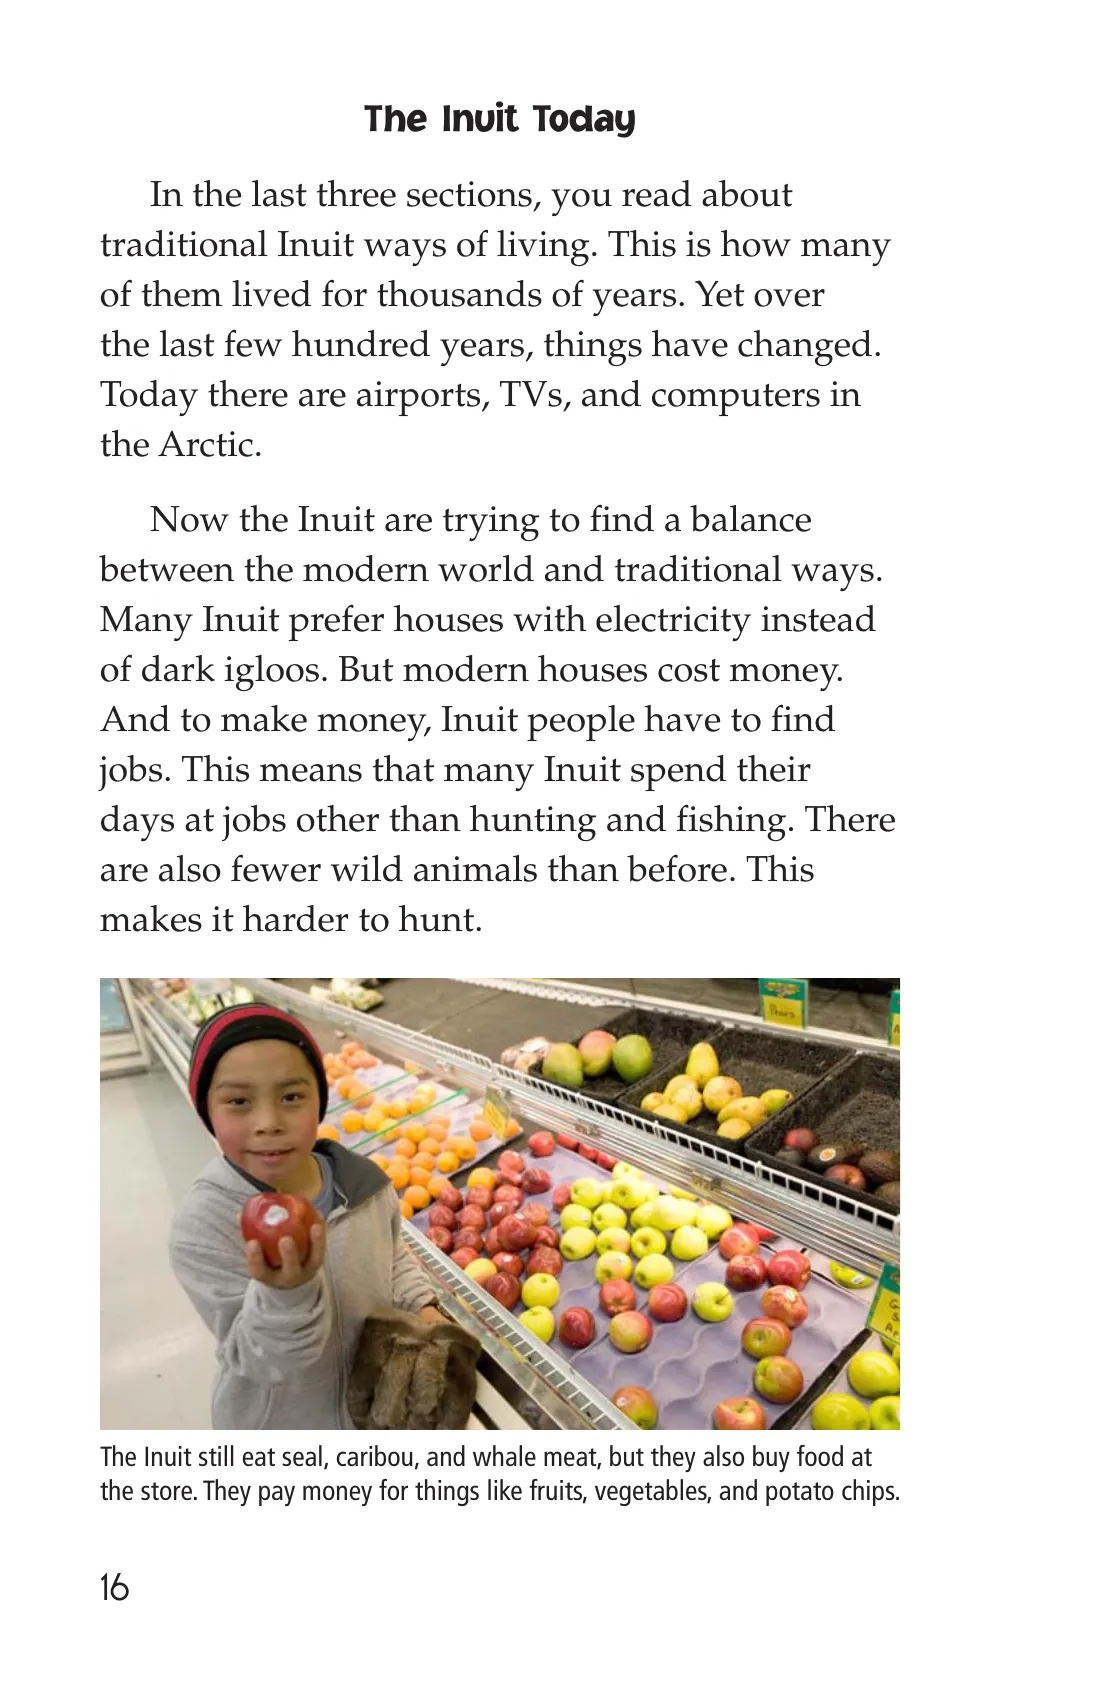 The Inuit Today
In the last three sections, you read about
traditional Inuit ways of living. This is how many
of them lived for thousands of years. Yet over
the last few hundred years, things have changed.
Today there are airports, TVs, and computers in
the Arctic.
Now the Inuit are trying to find a balance
between the modern world and traditional ways.
Many Inuit prefer houses with electricity instead
of dark igloos. But modern houses cost money.
And to make money, Inuit people have to find
jobs. This means that many Inuit spend their
days at jobs other than hunting and fishing. There
are also fewer wild animals than before. This
makes it harder to hunt.
Pears
The Inuit still eat seal, caribou, and whale meat, but they also buy food at
the store. They pay money for things like fruits, vegetables, and potato chips.
16